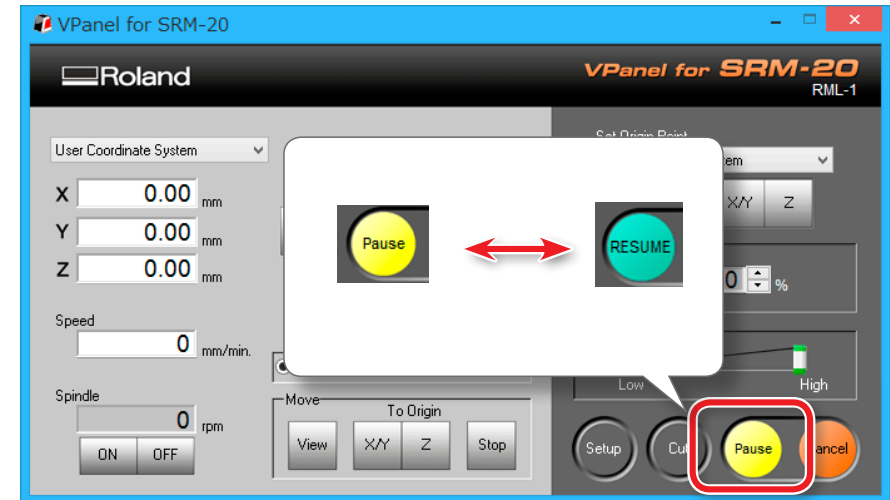 VPanel for SRM-20
Roland
VPanel for SRM-20
RML-1
User Coordinate System
X 0.00 mm
Y 0.00 mm
Z 0.00 mm
Speed
0 mm/min.
Spindle
0 rpm
ON OFF
Pause
RESUME
Move
To Origin
View X/Y Z Stop
Set Origin Point
X/Y Z
%
Low High
Setup
Pause